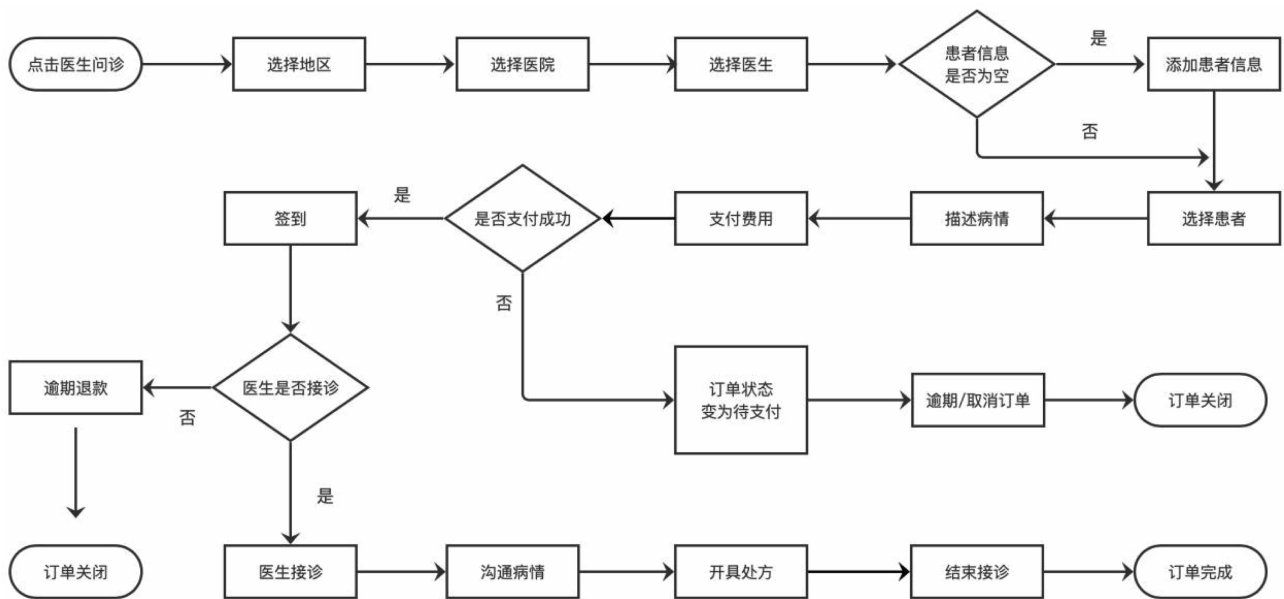 点击医生问诊
选择地区
选择医院
选择医生
患者信息
是否为空
是
添加患者信息
否
签到
是
是否支付成功
支付费用
描述病情
选择患者
否
逾期退款
否
医生是否接诊
订单状态
变为待支付
逾期/取消订单
订单关闭
是
订单关闭
医生接诊
沟通病情
开具处方
结束接诊
订单完成